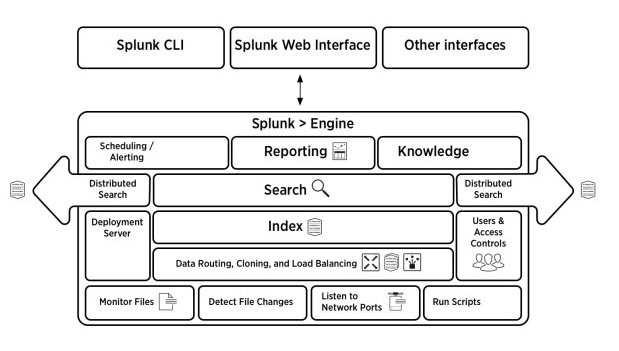 Splunk CLI
Splunk Web Interface
Other interfaces
Splunk > Engine
Scheduling /
Alerting
Reporting
Knowledge
Distributed
Search
Search
Distributed
Search
Deployment
Server
Index
Users &
Access
Controls
Data Routing, Cloning, and Load Balancing
Monitor Files
Detect File Changes
Listen to
Network Ports
Run Scripts